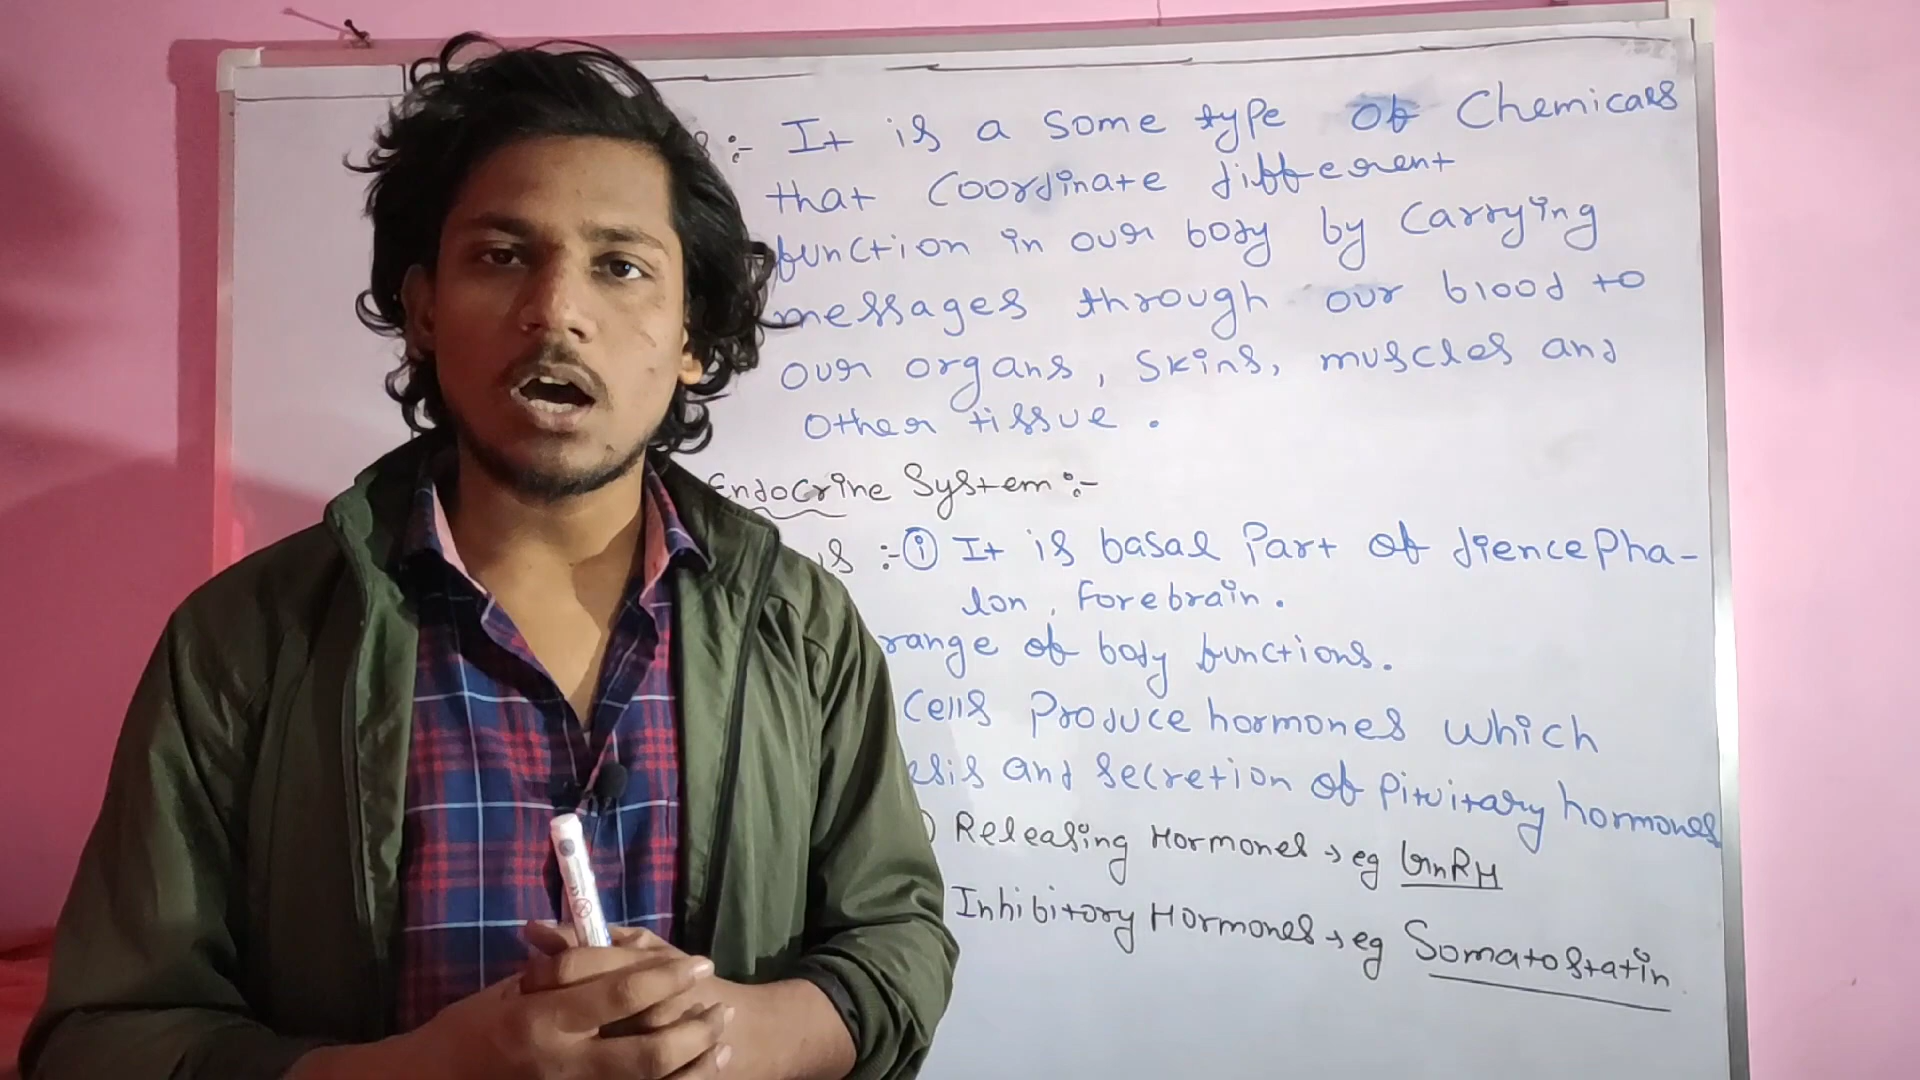 :- It is a some type of Chemicals
that Coordinate different
function in our body by Carrying
messages through our blood to
our organs, skins, muscles and
Other tissue.
Endocrine System :-
:- (i) It is basal Part of diencepha-
lon, Forebrain.
range of body functions.
Cells Produce hormones which
and secretion of Pituitary hormones
Releasing Hormones → eg GnRH
Inhibitory Hormones → eg Somatostatin